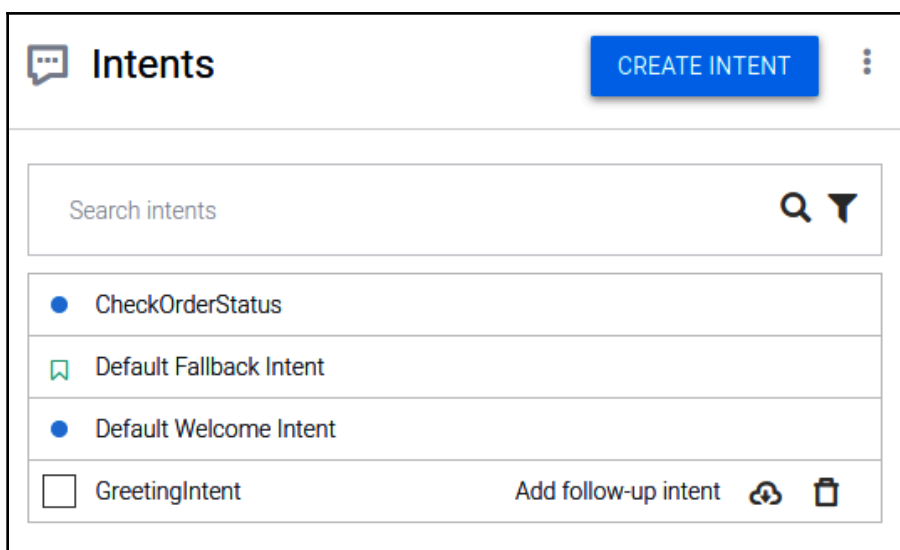 Intents
CREATE INTENT
Search intents
CheckOrderStatus
Default Fallback Intent
Default Welcome Intent
GreetingIntent Add follow-up intent